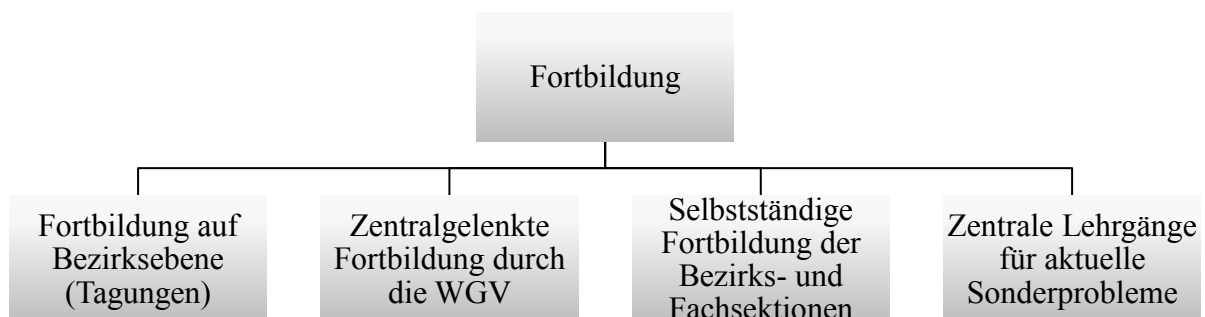 Fortbildung
Fortbildung auf
Bezirksebene
(Tagungen)
Zentralgelenkte
Fortbildung durch
die WGV
Selbstständige
Fortbildung der
Bezirks- und
Fachsektionen
Zentrale Lehrgänge
für aktuelle
Sonderprobleme